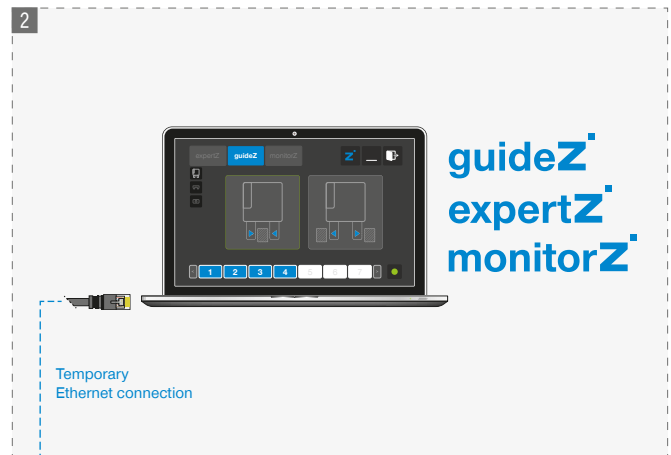 2
expertZ guideZ monitorZ Z
guideZ
expertZ
monitorZ
1 2 3 4 5 6 7
Temporary
Ethernet connection